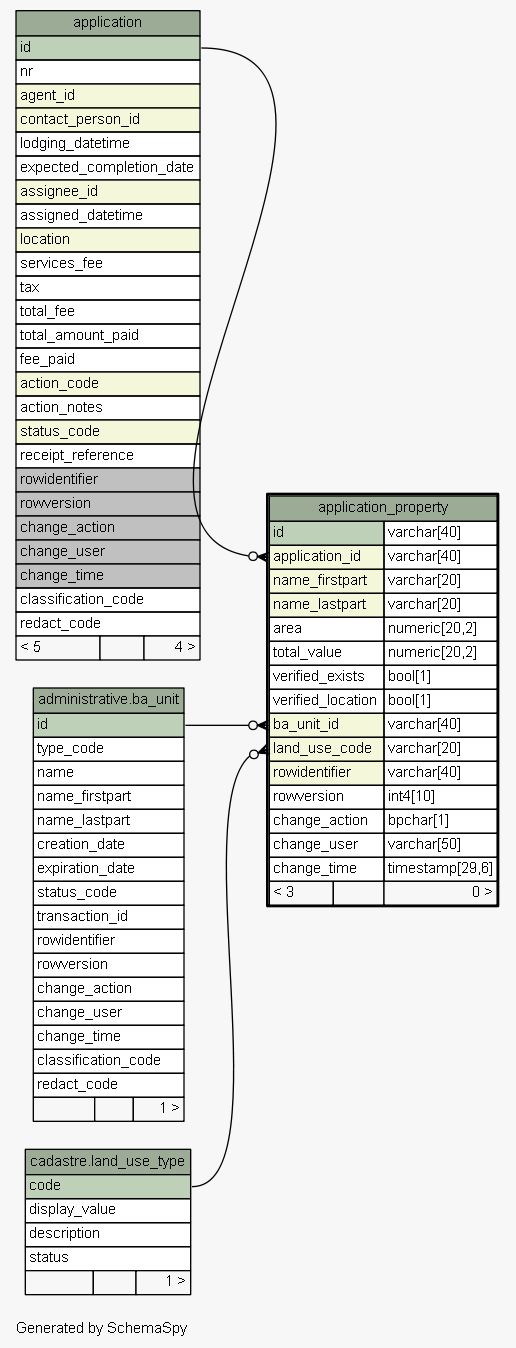 application
id
nr
agent_id
contact_person_id
lodging_datetime
expected_completion_date
assignee_id
assigned_datetime
location
services_fee
tax
total_fee
total_amount_paid
fee_paid
action_code
action_notes
status_code
receipt_reference
rowidentifier
rowversion
change_action
change_user
change_time
classification_code
redact_code
< 5 4 >
application_property
id varchar[40]
application_id varchar[40]
name_firstpart varchar[20]
name_lastpart varchar[20]
area numeric[20,2]
total_value numeric[20,2]
verified_exists bool[1]
verified_location bool[1]
ba_unit_id varchar[40]
land_use_code varchar[20]
rowidentifier varchar[40]
rowversion int4[10]
change_action bpchar[1]
change_user varchar[50]
change_time timestamp[29,6]
< 3 0 >
administrative.ba_unit
id
type_code
name
name_firstpart
name_lastpart
creation_date
expiration_date
status_code
transaction_id
rowidentifier
rowversion
change_action
change_user
change_time
classification_code
redact_code
1 >
cadastre.land_use_type
code
display_value
description
status
1 >
Generated by SchemaSpy